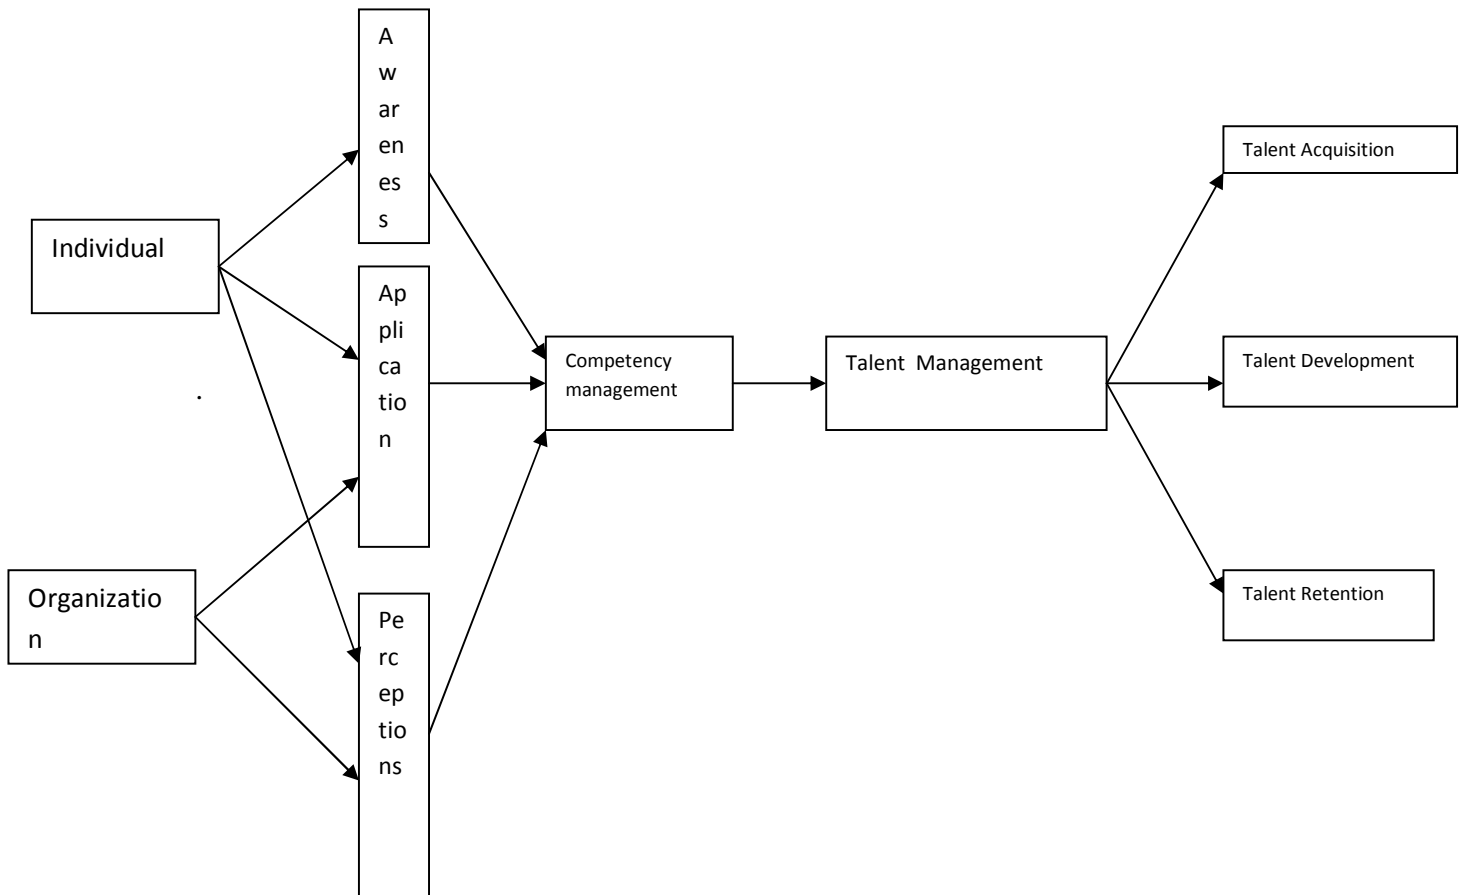 A
w
ar
en
es
s
Individual
Ap
pli
ca
tio
n
Organizatio
n
Pe
rc
ep
tio
ns
Competency
management
Talent  Management
Talent Acquisition
Talent Development
Talent Retention
.